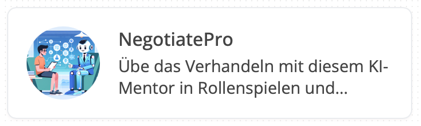 NegotiatePro
Übe das Verhandeln mit diesem KI-
Mentor in Rollenspielen und...